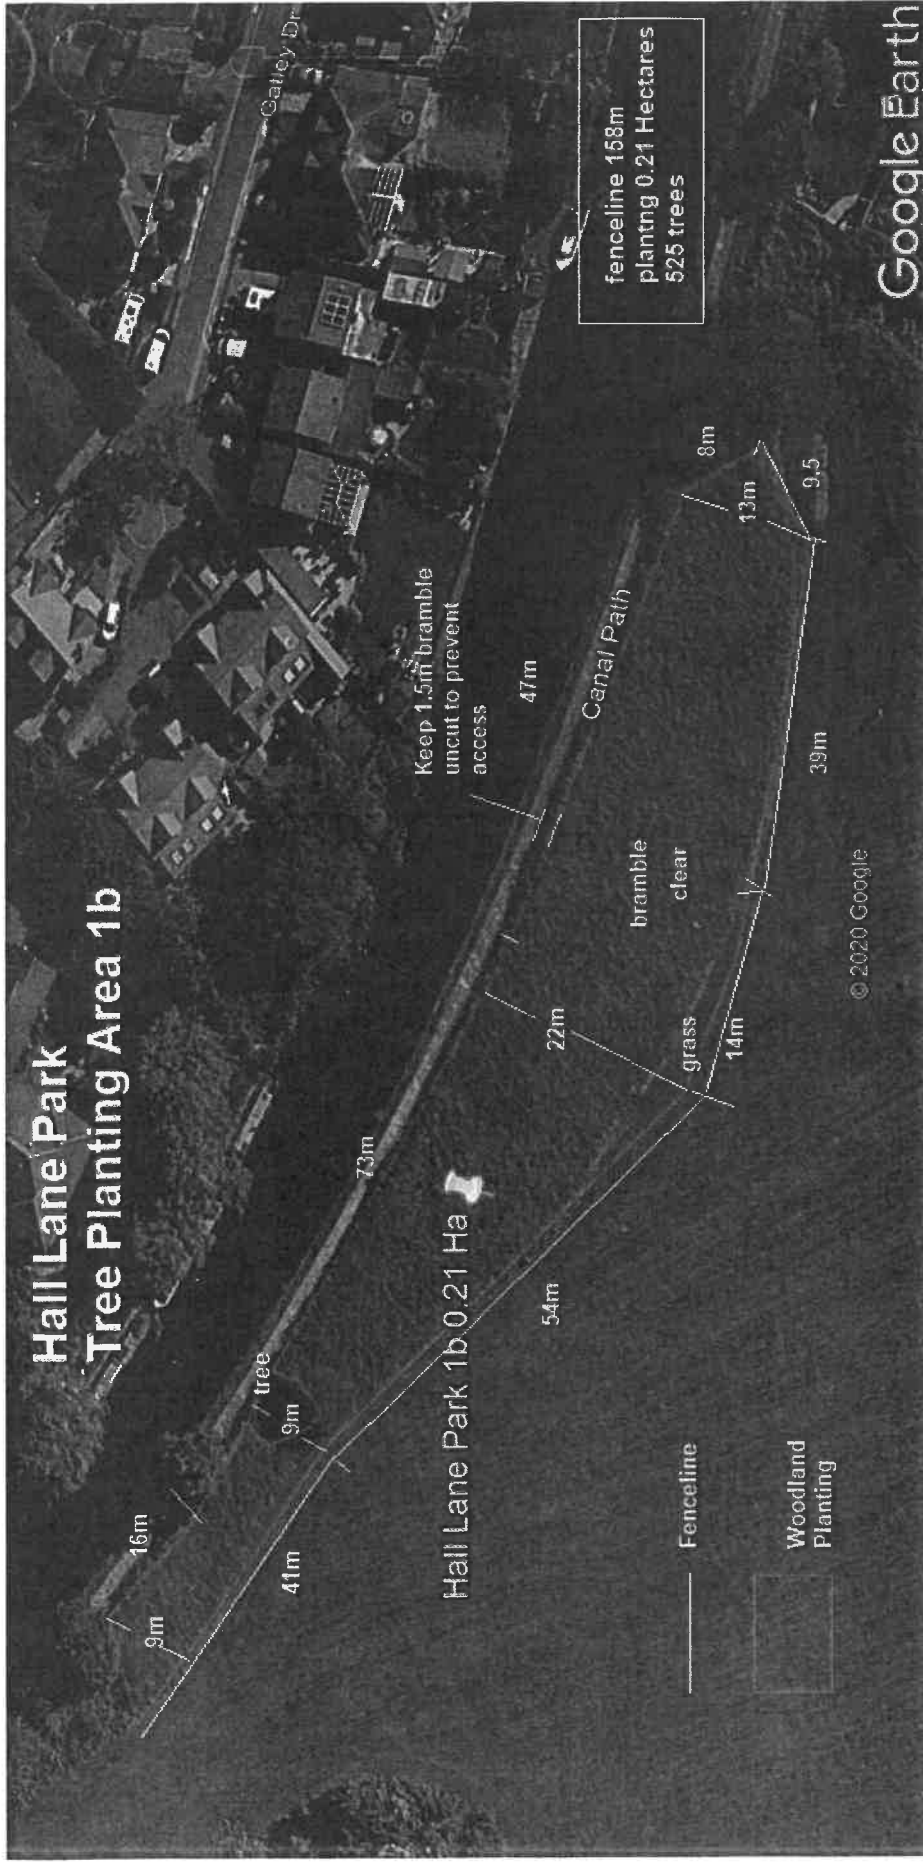 Hall Lane Park
Tree Planting Area 1b
Gatley Dr
Keep 1.5m bramble
uncut to prevent
access
fenceline 158m
plantng 0.21 Hectares
525 trees
16m
9m
tree
9m
41m
73m
47m
Canal Path
8m
13m
9.5
Hall Lane Park 1b 0.21 Ha
22m
bramble
clear
grass
54m
14m
39m
Fenceline
Woodland
Planting
© 2020 Google
Google Earth